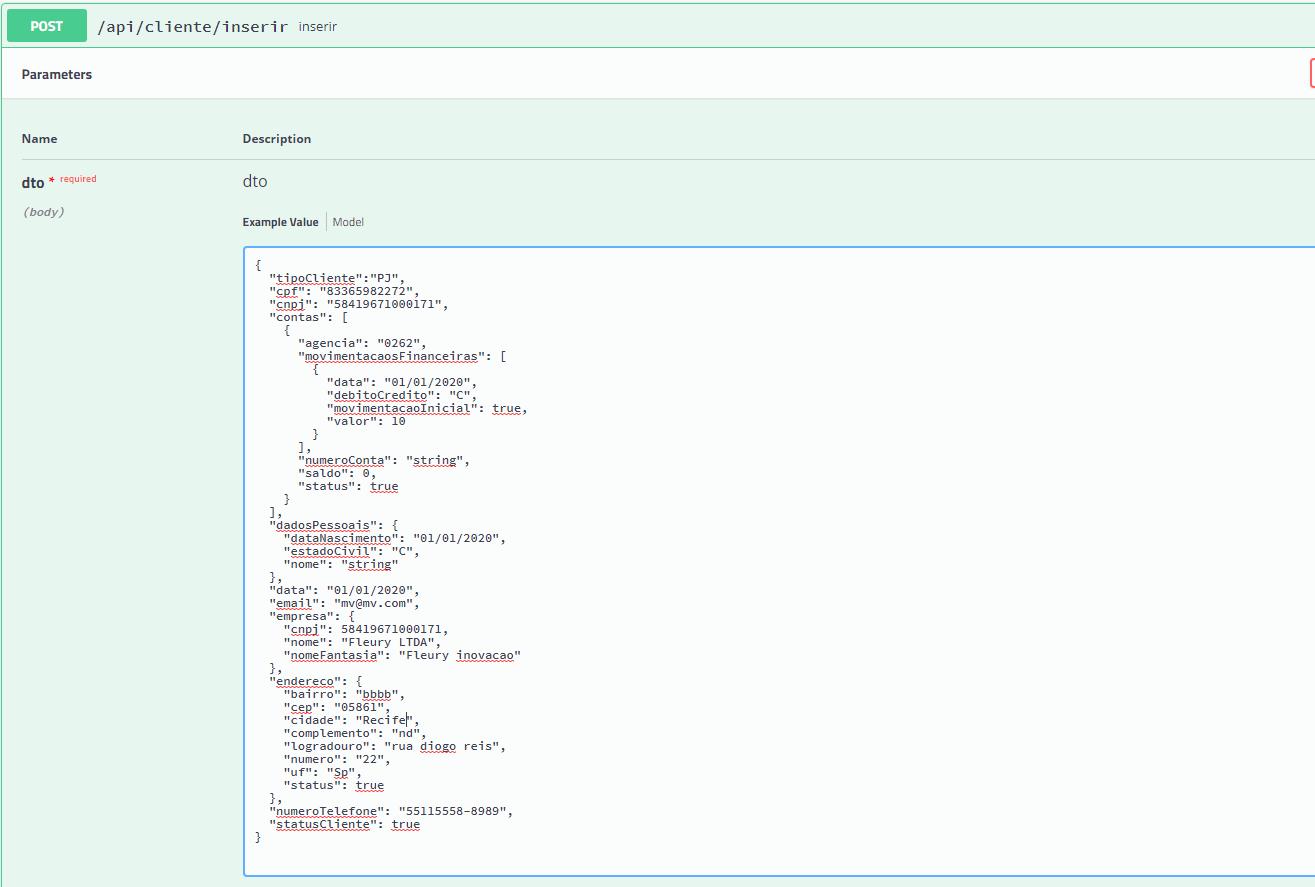 POST /api/cliente/inserir inserir
Parameters
Name Description
dto * required dto
(body)
Example Value Model
{
"tipoCliente":"PJ",
"cpf": "83365982272",
"cnpj": "58419671000171",
"contas": [
{
"agencia": "0262",
"movimentacaosFinanceiras": [
{
"data": "01/01/2020",
"debitoCredito": "C",
"movimentacaoInicial": true,
"valor": 10
}
],
"numeroConta": "string",
"saldo": 0,
"status": true
}
],
"dadosPessoais": {
"dataNascimento": "01/01/2020",
"estadoCivil": "C",
"nome": "string"
},
"data": "01/01/2020",
"email": "mv@mv.com",
"empresa": {
"cnpj": 58419671000171,
"nome": "Fleury LTDA",
"nomeFantasia": "Fleury inovacao"
},
"endereco": {
"bairro": "bbbb",
"cep": "05861",
"cidade": "Recife",
"complemento": "nd",
"logradouro": "rua diogo reis",
"numero": "22",
"uf": "Sp",
"status": true
},
"numeroTelefone": "55115558-8989",
"statusCliente": true
}